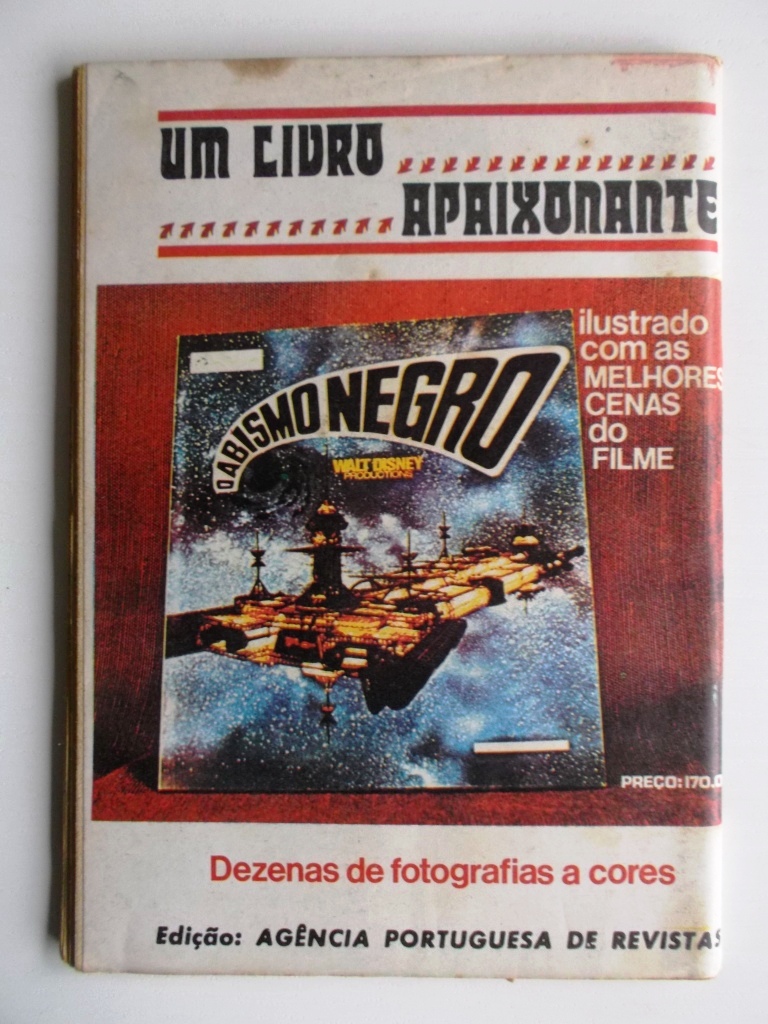 UM LIVRO
APAIXONANTE
ilustrado
com as
MELHORES
CENAS
do
FILME
O ABISMO NEGRO
WALT DISNEY
PRODUCTIONS
PREÇO: 170.0
Dezenas de fotografias a cores
Edição: AGÊNCIA PORTUGUESA DE REVISTAS